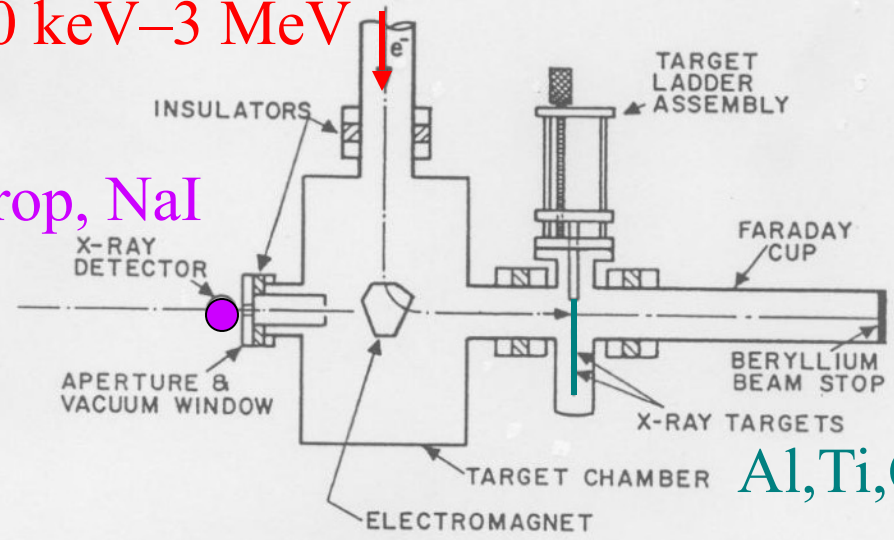 0 keV–3 MeV
e-
TARGET
LADDER
ASSEMBLY
INSULATORS
rop, NaI
X-RAY
DETECTOR
FARADAY
CUP
APERTURE &
VACUUM WINDOW
BERYLLIUM
BEAM STOP
X-RAY TARGETS
TARGET CHAMBER
Al,Ti,
ELECTROMAGNET